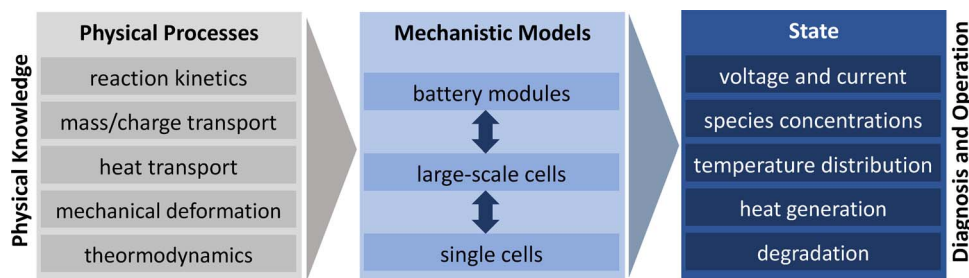 Physical Knowledge
Physical Processes
reaction kinetics
mass/charge transport
heat transport
mechanical deformation
theormodynamics
Mechanistic Models
battery modules
large-scale cells
single cells
State
voltage and current
species concentrations
temperature distribution
heat generation
degradation
Diagnosis and Operation